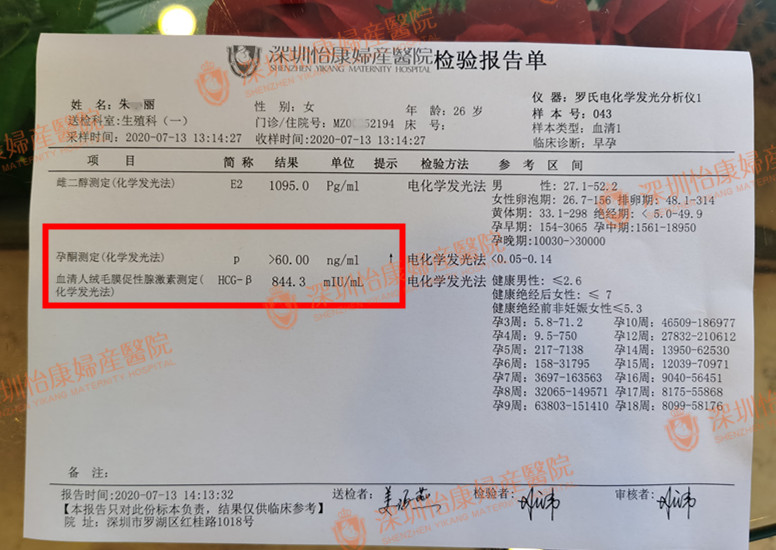 深圳怡康婦産醫院 检验报告单
SHENZHEN YIKANG MATERNITY HOSPITAL
仪 器：罗氏电化学发光分析仪1
姓 名：朱 丽 性 别：女 年 龄：26 岁 样 本 号：043
送检科室：生殖科（一） 门诊/住院号：MZ0 52194 床 号： 样本类型：血清1
采样时间：2020-07-13 13:14:27 收样时间：2020-07-13 13:14:27 临床诊断：早孕
项 目 简 称 结果 单位 提示 检验方法 参 考 区 间
雌二醇测定(化学发光法) E2 1095.0 Pg/ml 电化学发光法 男 性：27.1-52.2
女性卵泡期：26.7-156 排卵期：48.1-314
黄体期：33.1-298 绝经期：< 5.0-49.9
孕早期：154-3065 孕中期:1561-18950
孕晚期:10030->30000
孕酮测定(化学发光法) p >60.00 ng/ml ↑ 电化学发光法 <0.05-0.14
血清人绒毛膜促性腺激素测定( HCG-β 844.3 mIU/mL 电化学发光法 健康男性：≤2.6
化学发光法)
健康绝经后女性：≤ 7
健康绝经前非妊娠女性≤5.3
孕3周：5.8-71.2 孕10周：46509-186977
孕4周：9.5-750 孕12周：27832-210612
孕5周：217-7138 孕14周：13950-62530
孕6周：158-31795 孕15周：12039-70971
孕7周：3697-163563 孕16周：9040-56451
孕8周：32065-149571 孕17周：8175-55868
孕9周：63803-151410 孕18周：8099-58176
备 注：
报告时间:2020-07-13 14:13:32 送检者： 检验者： 审核者：
【本报告只对此份标本负责，结果仅供临床参考】
院 址：深圳市罗湖区红桂路1018号
深圳怡康婦産醫院
SHENZHEN YIKANG MATERNITY HOSPITAL